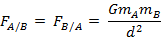 F_{A/B} = F_{B/A} = \frac{Gm_A m_B}{d^2}